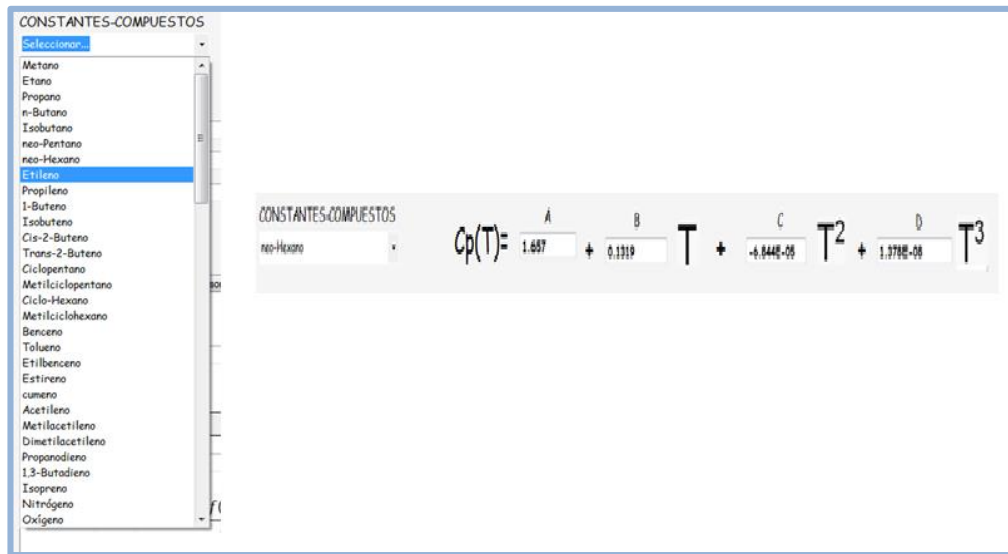 CONSTANTES-COMPUESTOS
Seleccionar...
Metano
Etano
Propano
n-Butano
Isobutano
neo-Pentano
neo-Hexano
Etileno
Propileno
1-Buteno
Isobuteno
Cis-2-Buteno
Trans-2-Buteno
Ciclopentano
Metilciclopentano
Ciclo-Hexano
Metilciclohexano
Benceno
Tolueno
Etilbenceno
Estireno
cumeno
Acetileno
Metilacetileno
Dimetilacetileno
Propanodieno
1,3-Butadieno
Isopreno
Nitrógeno
Oxígeno
CONSTANTES-COMPUESTOS
neo-Hexano
A B C D
Cp(T)= 1.657 + 0.1319 T + -6.844E-05 T² + 1.378E-08 T³